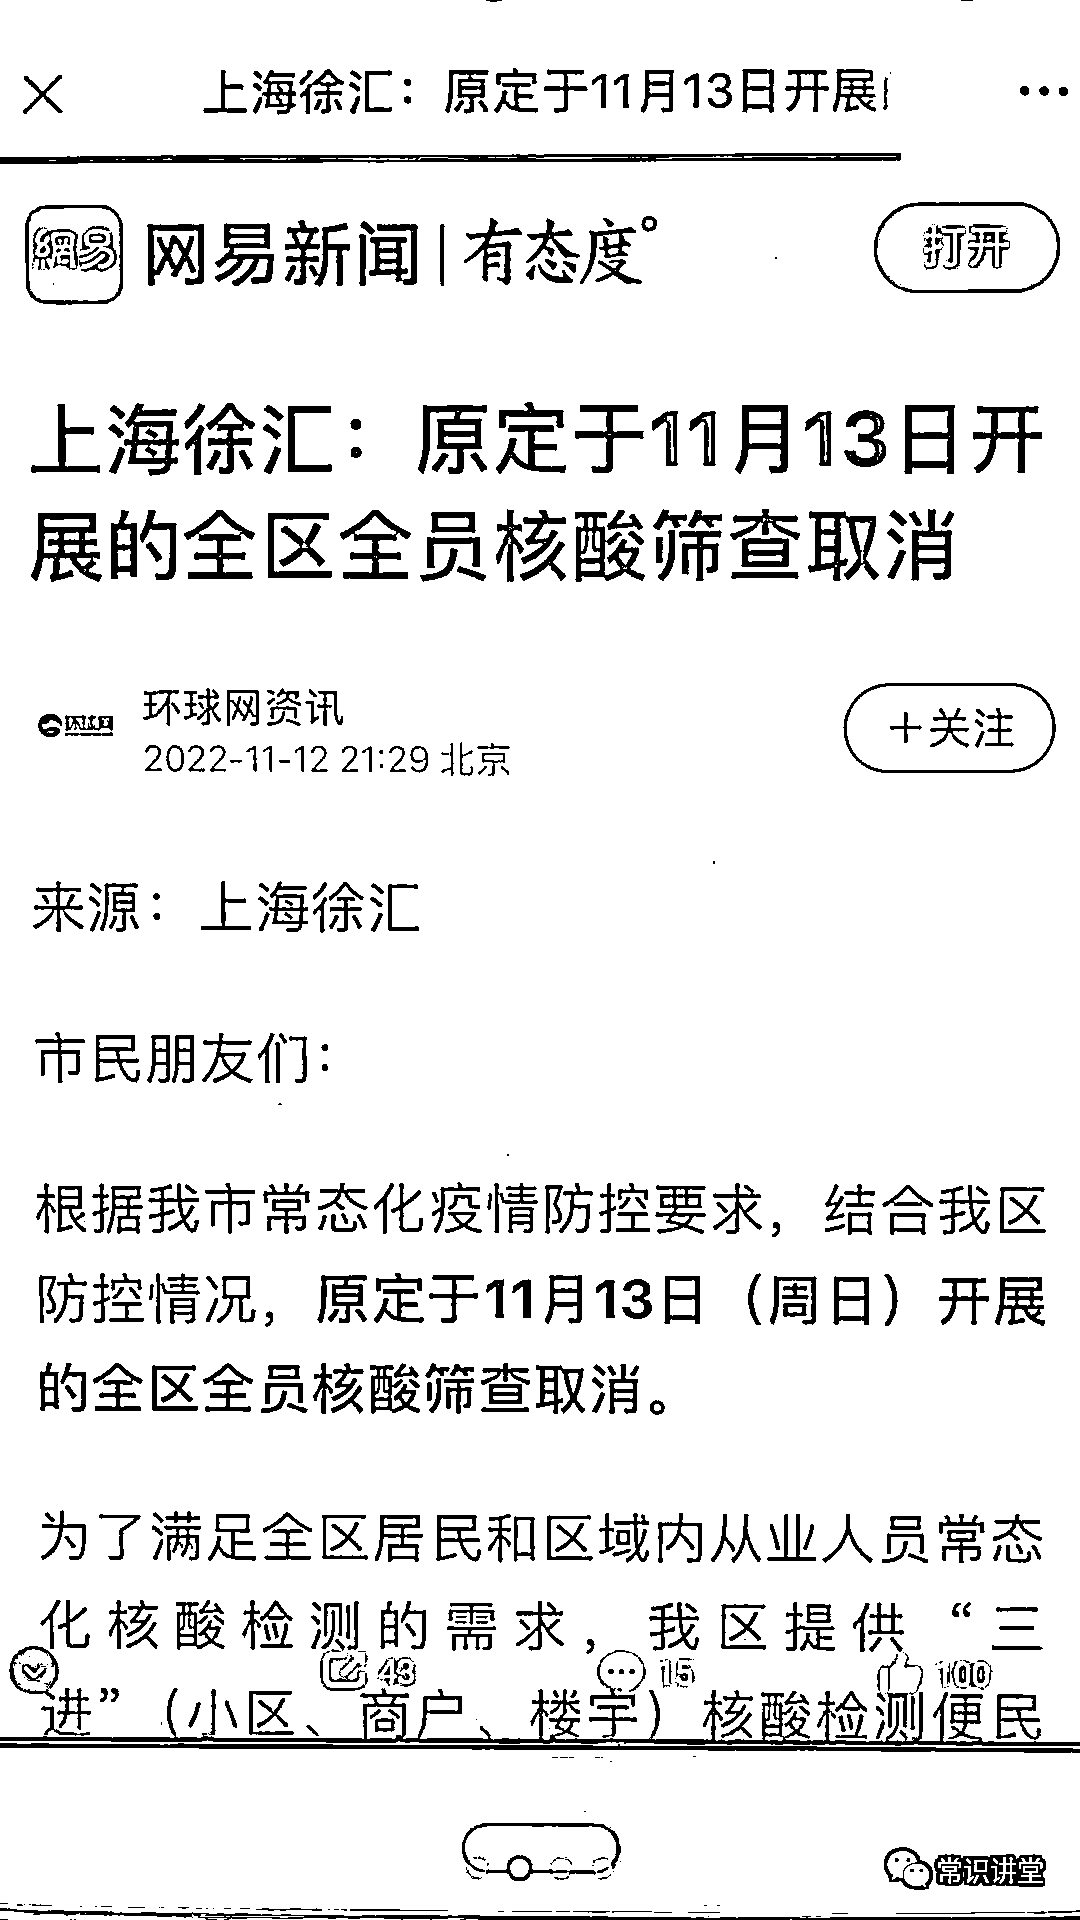 上海徐汇：原定于11月13日开展
網易 网易新闻 | 有态度° 打开
上海徐汇：原定于11月13日开
展的全区全员核酸筛查取消
环球网资讯
2022-11-12 21:29 北京
＋关注
来源：上海徐汇
市民朋友们：
根据我市常态化疫情防控要求，结合我区
防控情况，原定于11月13日（周日）开展
的全区全员核酸筛查取消。
为了满足全区居民和区域内从业人员常态
化核酸检测的需求，我区提供“三
43 15 100
进”（小区、商户、楼宇）核酸检测便民
常识讲堂